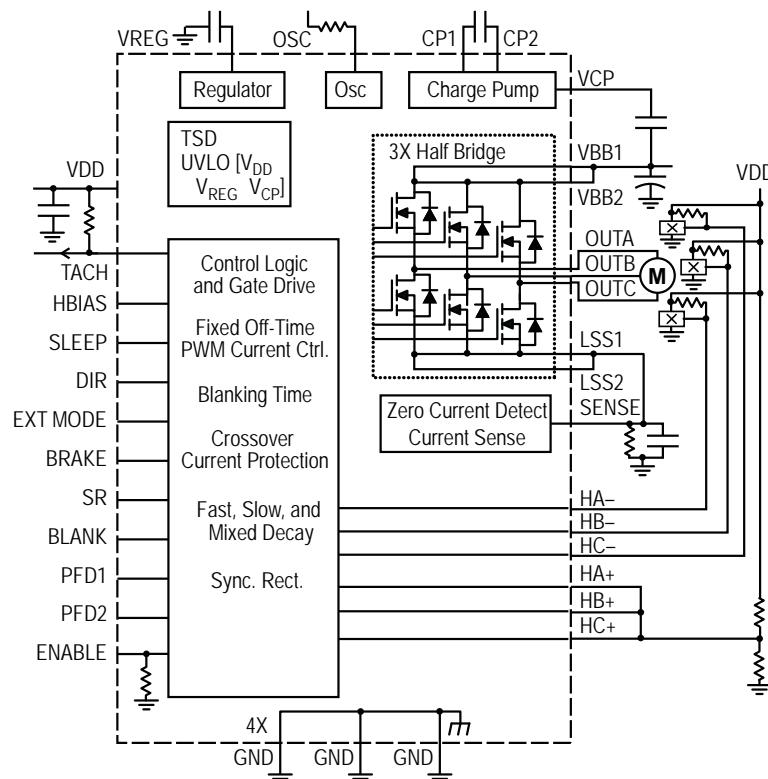 VREG
OSC
CP1
CP2
Regulator
Osc
Charge Pump
VCP
TSD
UVLO [VDD
VREG VCP]
3X Half Bridge
VBB1
VBB2
VDD
VDD
TACH
OUTA
OUTB
OUTC
M
Control Logic
and Gate Drive
Fixed Off-Time
PWM Current Ctrl.
Blanking Time
Crossover
Current Protection
Fast, Slow, and
Mixed Decay
Sync. Rect.
HBIAS
SLEEP
DIR
EXT MODE
BRAKE
SR
BLANK
PFD1
PFD2
ENABLE
LSS1
LSS2
SENSE
Zero Current Detect
Current Sense
HA–
HB–
HC–
HA+
HB+
HC+
4X
GND
GND
GND